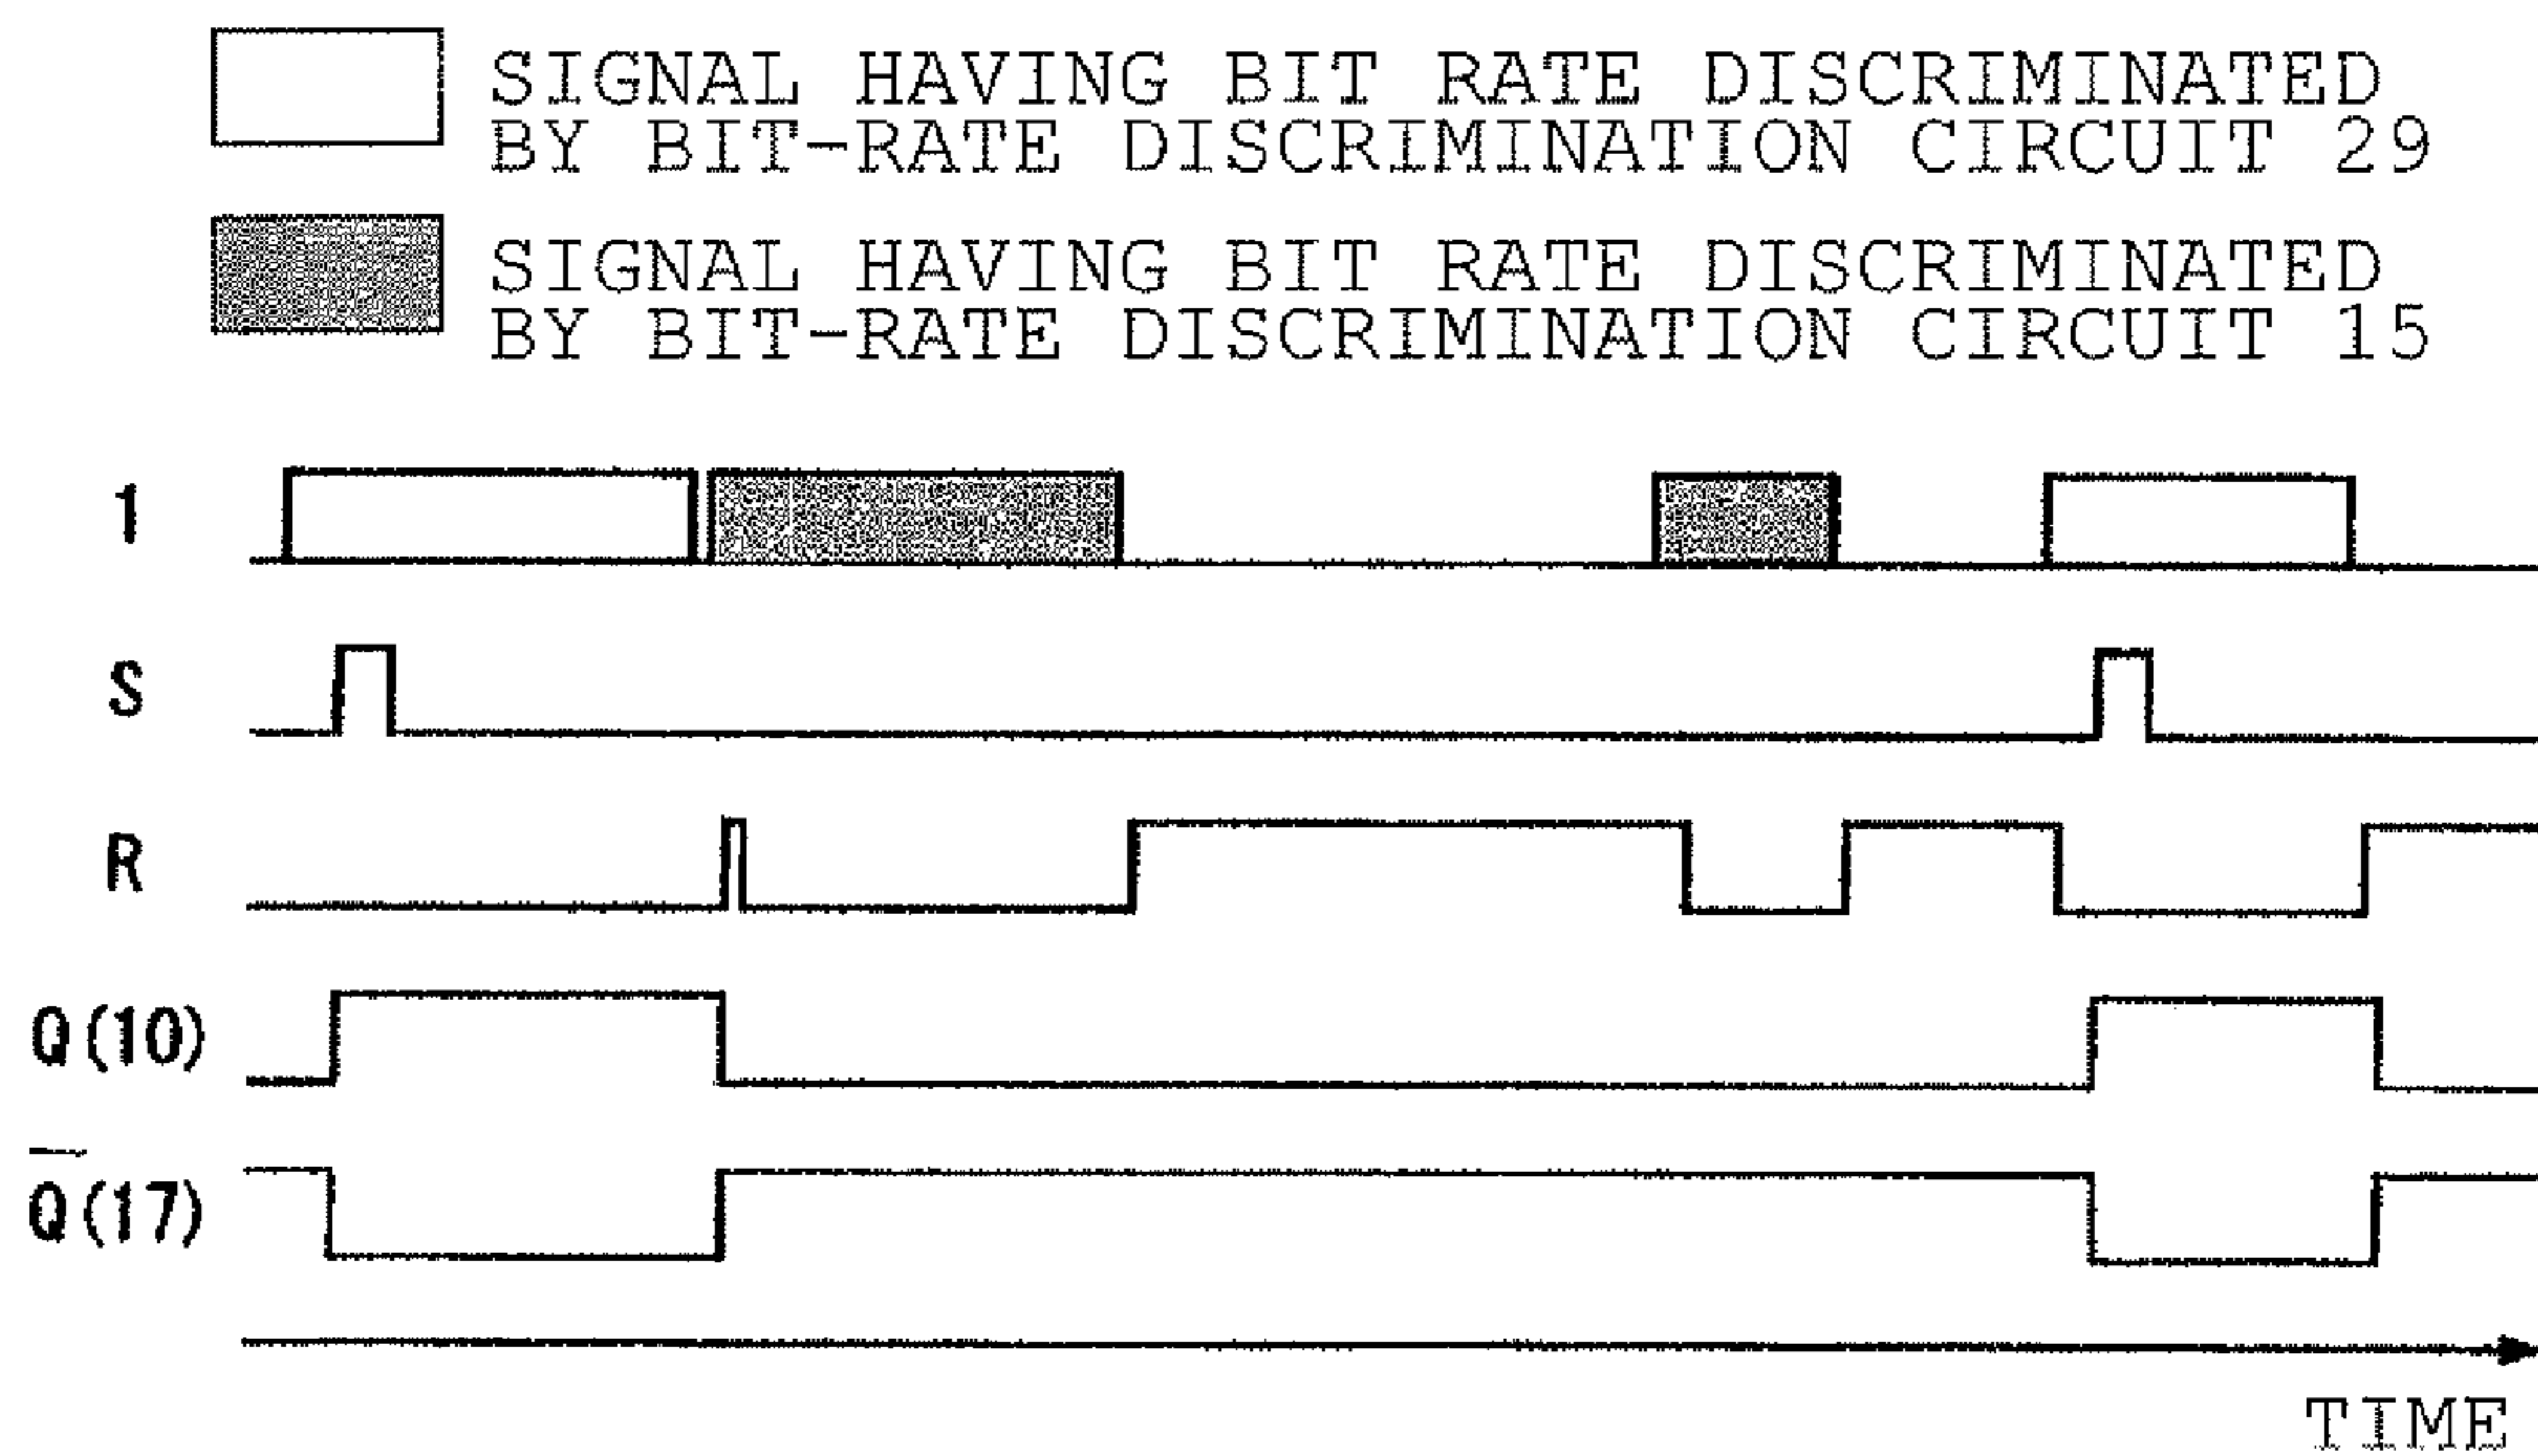 SIGNAL HAVING BIT RATE DISCRIMINATED
BY BIT-RATE DISCRIMINATION CIRCUIT 29
SIGNAL HAVING BIT RATE DISCRIMINATED
BY BIT-RATE DISCRIMINATION CIRCUIT 15
1
S
R
Q(10)
Q̅(17)
TIME